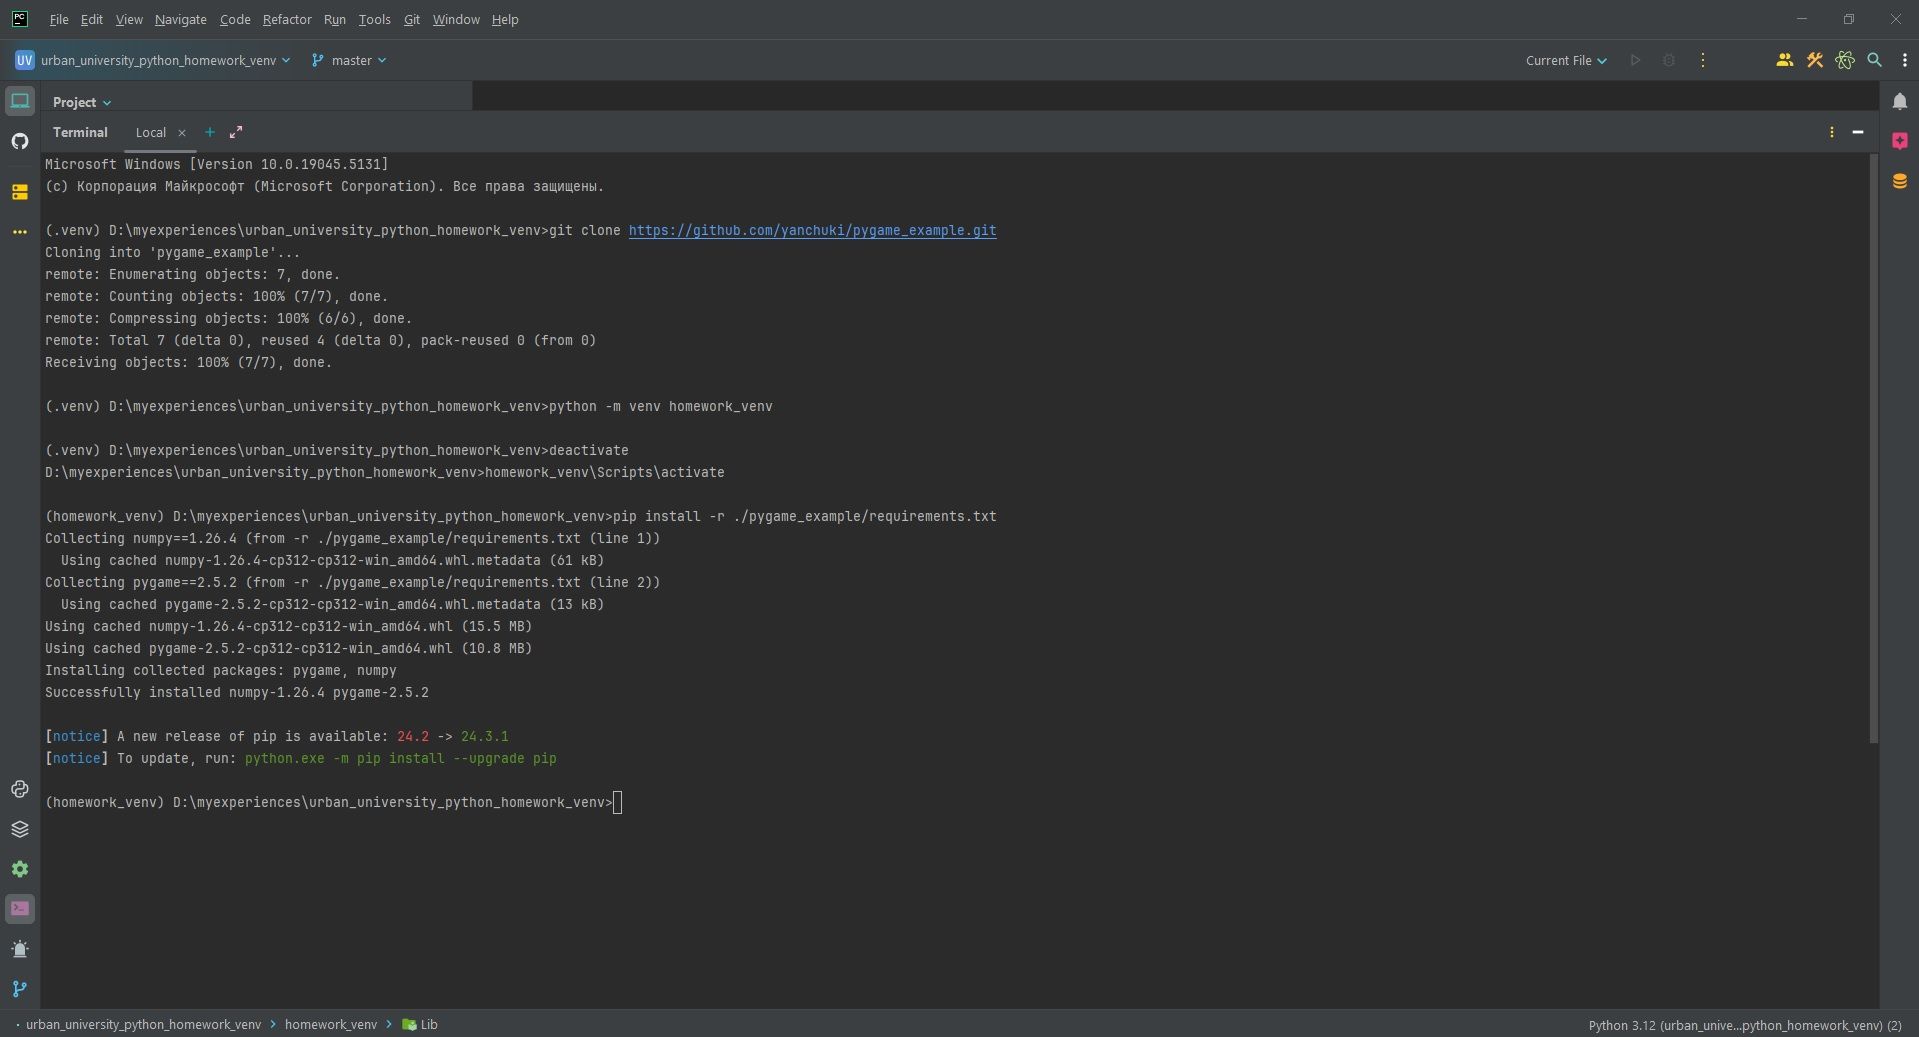 PC
File Edit View Navigate Code Refactor Run Tools Git Window Help
UV urban_university_python_homework_venv master Current File
Project
Terminal Local
Microsoft Windows [Version 10.0.19045.5131]
(c) Корпорация Майкрософт (Microsoft Corporation). Все права защищены.
(.venv) D:\myexperiences\urban_university_python_homework_venv>git clone https://github.com/yanchuki/pygame_example.git
Cloning into 'pygame_example'...
remote: Enumerating objects: 7, done.
remote: Counting objects: 100% (7/7), done.
remote: Compressing objects: 100% (6/6), done.
remote: Total 7 (delta 0), reused 4 (delta 0), pack-reused 0 (from 0)
Receiving objects: 100% (7/7), done.
(.venv) D:\myexperiences\urban_university_python_homework_venv>python -m venv homework_venv
(.venv) D:\myexperiences\urban_university_python_homework_venv>deactivate
D:\myexperiences\urban_university_python_homework_venv>homework_venv\Scripts\activate
(homework_venv) D:\myexperiences\urban_university_python_homework_venv>pip install -r ./pygame_example/requirements.txt
Collecting numpy==1.26.4 (from -r ./pygame_example/requirements.txt (line 1))
Using cached numpy-1.26.4-cp312-cp312-win_amd64.whl.metadata (61 kB)
Collecting pygame==2.5.2 (from -r ./pygame_example/requirements.txt (line 2))
Using cached pygame-2.5.2-cp312-cp312-win_amd64.whl.metadata (13 kB)
Using cached numpy-1.26.4-cp312-cp312-win_amd64.whl (15.5 MB)
Using cached pygame-2.5.2-cp312-cp312-win_amd64.whl (10.8 MB)
Installing collected packages: pygame, numpy
Successfully installed numpy-1.26.4 pygame-2.5.2
[notice] A new release of pip is available: 24.2 -> 24.3.1
[notice] To update, run: python.exe -m pip install --upgrade pip
(homework_venv) D:\myexperiences\urban_university_python_homework_venv>
urban_university_python_homework_venv > homework_venv > Lib
Python 3.12 (urban_unive...python_homework_venv) (2)